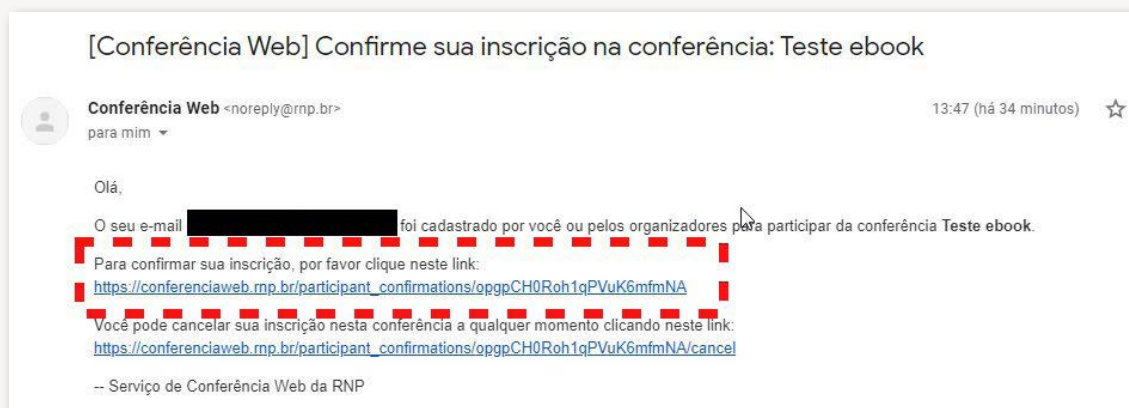 [Conferência Web] Confirme sua inscrição na conferência: Teste ebook
Conferência Web <noreply@rnp.br>
13:47 (há 34 minutos)
para mim
Olá,
O seu e-mail foi cadastrado por você ou pelos organizadores para participar da conferência Teste ebook.
Para confirmar sua inscrição, por favor clique neste link:
https://conferenciaweb.rnp.br/participant_confirmations/opgpCH0Roh1qPVuK6mfmNA
Você pode cancelar sua inscrição nesta conferência a qualquer momento clicando neste link:
https://conferenciaweb.rnp.br/participant_confirmations/opgpCH0Roh1qPVuK6mfmNA/cancel
-- Serviço de Conferência Web da RNP